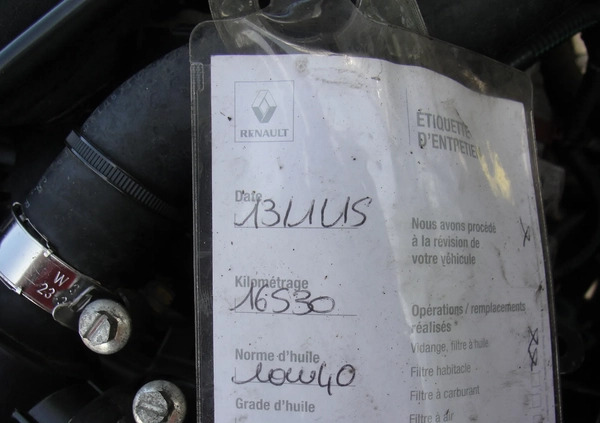 RENAULT
ÉTIQUETTE
D'ENTRETIEN
Date
13/1/15
Nous avons procédé
à la révision de
votre véhicule
Kilométrage
16530
Opérations / remplacements
réalisés *
Norme d'huile
10W40
Vidange, filtre à huile
Filtre habitacle
Grade d'huile
Filtre à carburant
Filtre à air
W
23